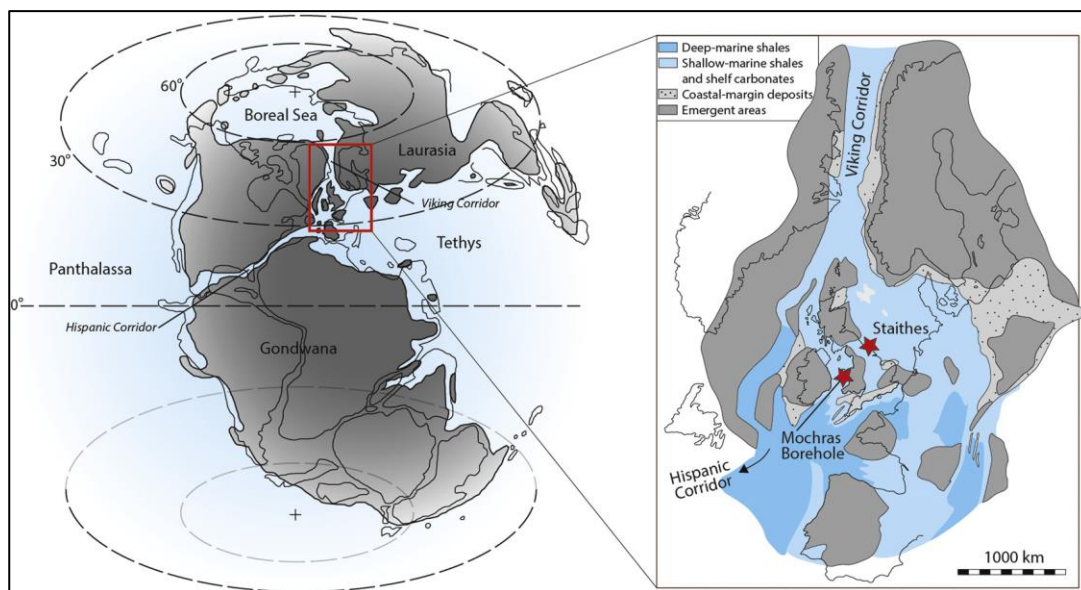 60°
Boreal Sea
30°
Laurasia
Viking Corridor
Tethys
Panthalassa
0°
Hispanic Corridor
Gondwana
Deep-marine shales
Shallow-marine shales
and shelf carbonates
Coastal-margin deposits
Emergent areas
Viking Corridor
Staithes
Mochras
Borehole
Hispanic
Corridor
1000 km